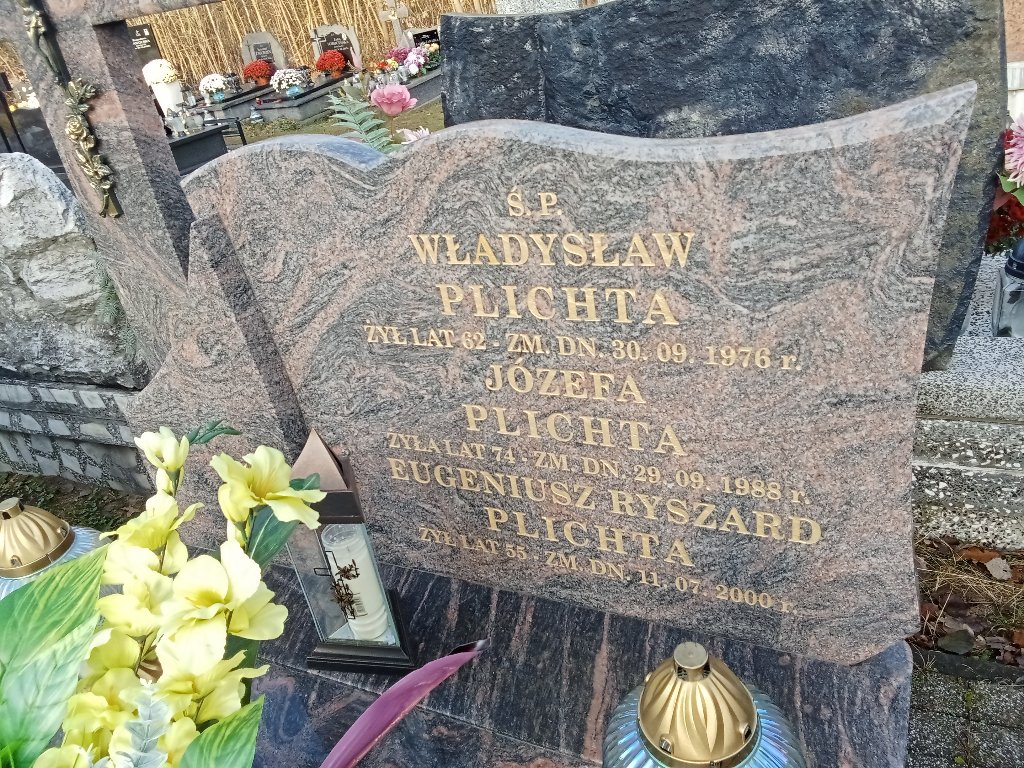 Ś. P.
WŁADYSŁAW
PLICHTA
ŻYŁ LAT 62 - ZM. DN. 30. 09. 1976 r.
JÓZEFA
PLICHTA
ŻYŁA LAT 74 - ZM. DN. 29. 09. 1988 r.
EUGENIUSZ RYSZARD
PLICHTA
ŻYŁ LAT 55 - ZM. DN. 11. 07. 2000 r.